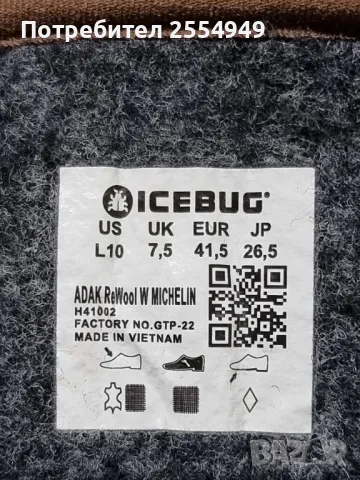 Потребител 2554949
ICEBUG®
US UK EUR JP
L10 7,5 41,5 26,5
ADAK ReWool W MICHELIN
H41002
FACTORY NO.GTP-22
MADE IN VIETNAM
BAZAR